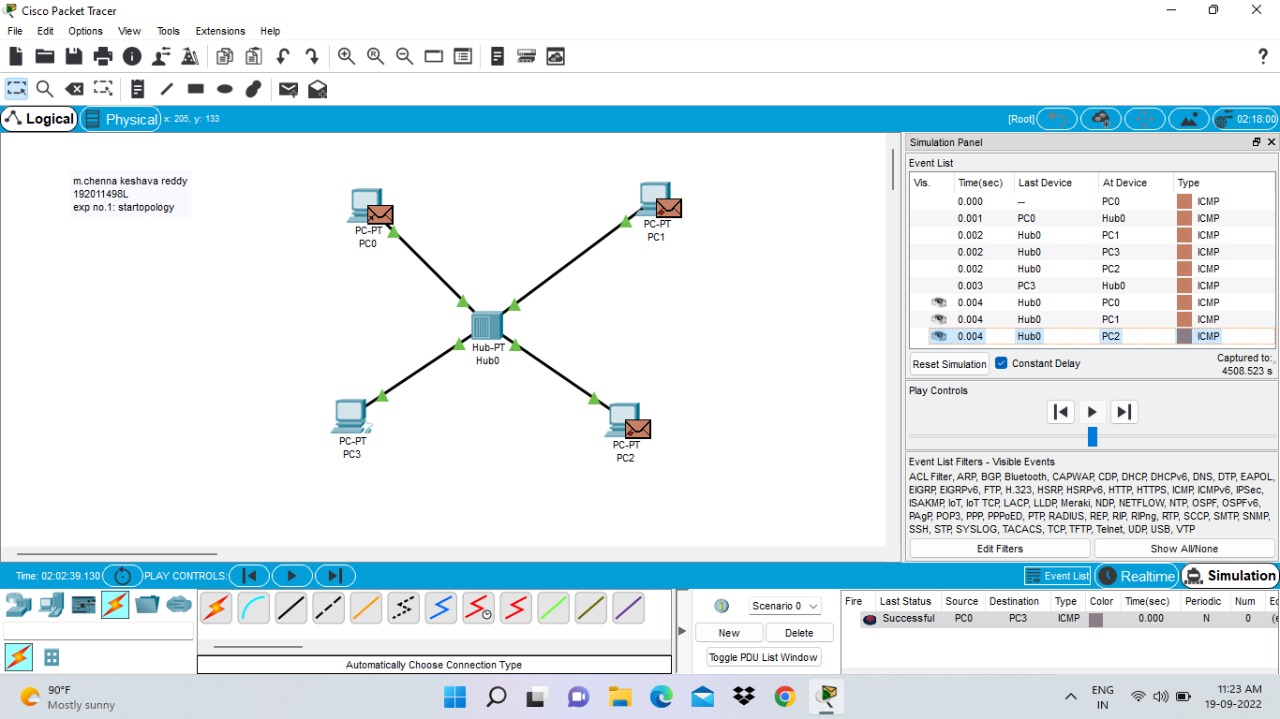 Cisco Packet Tracer
File Edit Options View Tools Extensions Help
Logical Physical x: 205, y: 133 [Root] 02:18:00
m.chenna keshava reddy
192011498L
exp no.1: startopology
PC-PT
PC0
PC-PT
PC1
Hub-PT
Hub0
PC-PT
PC3
PC-PT
PC2
Simulation Panel
Event List
Vis. Time(sec) Last Device At Device Type
0.000 -- PC0 ICMP
0.001 PC0 Hub0 ICMP
0.002 Hub0 PC1 ICMP
0.002 Hub0 PC3 ICMP
0.002 Hub0 PC2 ICMP
0.003 PC3 Hub0 ICMP
0.004 Hub0 PC0 ICMP
0.004 Hub0 PC1 ICMP
0.004 Hub0 PC2 ICMP
Reset Simulation Constant Delay Captured to:
4508.523 s
Play Controls
Event List Filters - Visible Events
ACL Filter, ARP, BGP, Bluetooth, CAPWAP, CDP, DHCP, DHCPv6, DNS, DTP, EAPOL,
EIGRP, EIGRPv6, FTP, H.323, HSRP, HSRPv6, HTTP, HTTPS, ICMP, ICMPv6, IPSec,
ISAKMP, IoT, IoT TCP, LACP, LLDP, Meraki, NDP, NETFLOW, NTP, OSPF, OSPFv6,
PAgP, POP3, PPP, PPPoED, PTP, RADIUS, REP, RIP, RIPng, RTP, SCCP, SMTP, SNMP,
SSH, STP, SYSLOG, TACACS, TCP, TFTP, Telnet, UDP, USB, VTP
Edit Filters Show All/None
Time: 02:02:39.130 PLAY CONTROLS: Event List Realtime Simulation
Scenario 0
New Delete
Toggle PDU List Window
Automatically Choose Connection Type
Fire Last Status Source Destination Type Color Time(sec) Periodic Num
Successful PC0 PC3 ICMP 0.000 N 0
90°F
Mostly sunny
ENG
IN
11:23 AM
19-09-2022